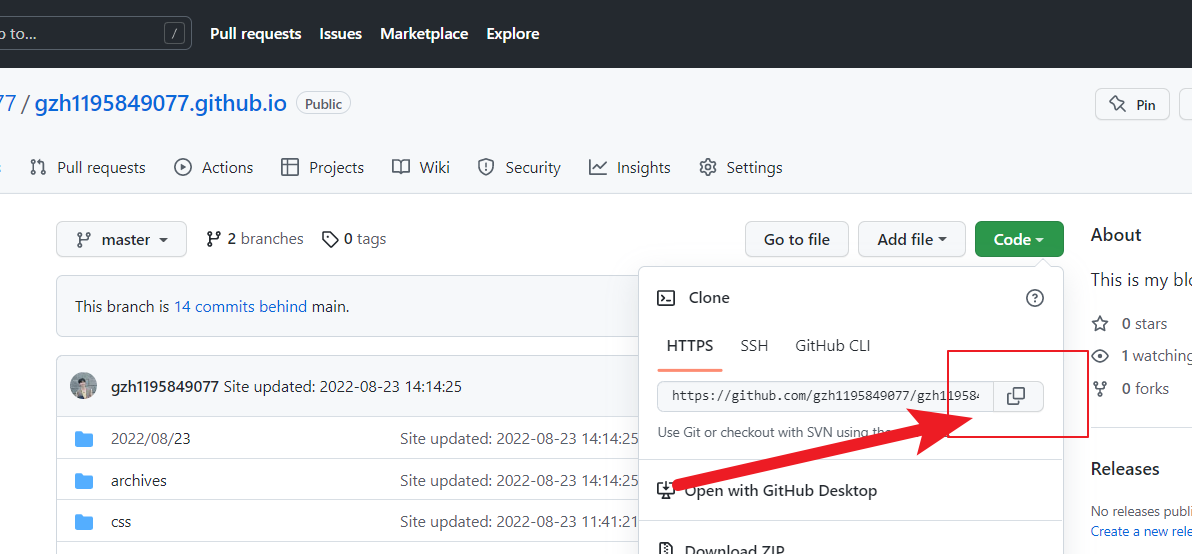 to... /
Pull requests Issues Marketplace Explore
77 / gzh1195849077.github.io Public
Pin
Pull requests Actions Projects Wiki Security Insights Settings
master 2 branches 0 tags Go to file Add file Code
About
This branch is 14 commits behind main.
Clone
This is my
HTTPS SSH GitHub CLI
0 stars
1 watching
https://github.com/gzh1195849077/gzh11958
0 forks
gzh1195849077 Site updated: 2022-08-23 14:14:25
Use Git or checkout with SVN using the
2022/08/23 Site updated: 2022-08-23 14:14:25
archives Site updated: 2022-08-23 14:14:25
css Site updated: 2022-08-23 11:41:21
Open with GitHub Desktop
Download ZIP
Releases
No releases
Create a new